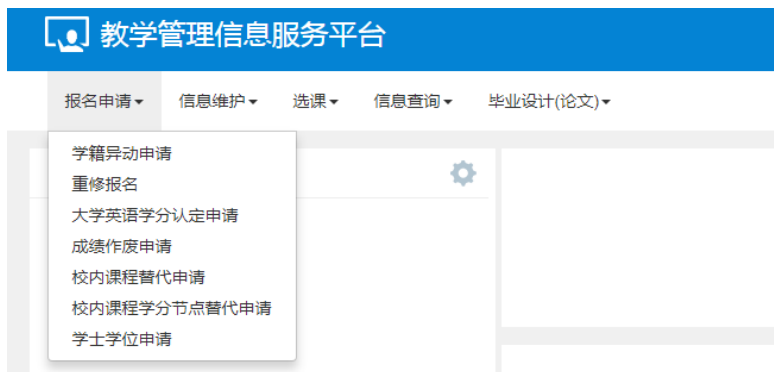 教学管理信息服务平台
报名申请 信息维护 选课 信息查询 毕业设计(论文)
学籍异动申请
重修报名
大学英语学分认定申请
成绩作废申请
校内课程替代申请
校内课程学分节点替代申请
学士学位申请